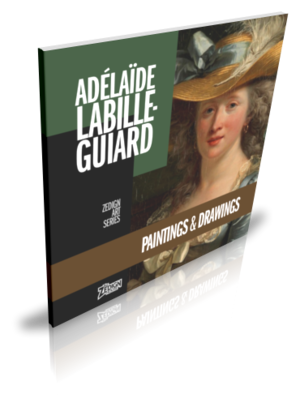 ADÉLAÏDE
LABILLE-
GUIARD
ZEDIGN
ART
SERIES
PAINTINGS & DRAWINGS
ZEDIGN